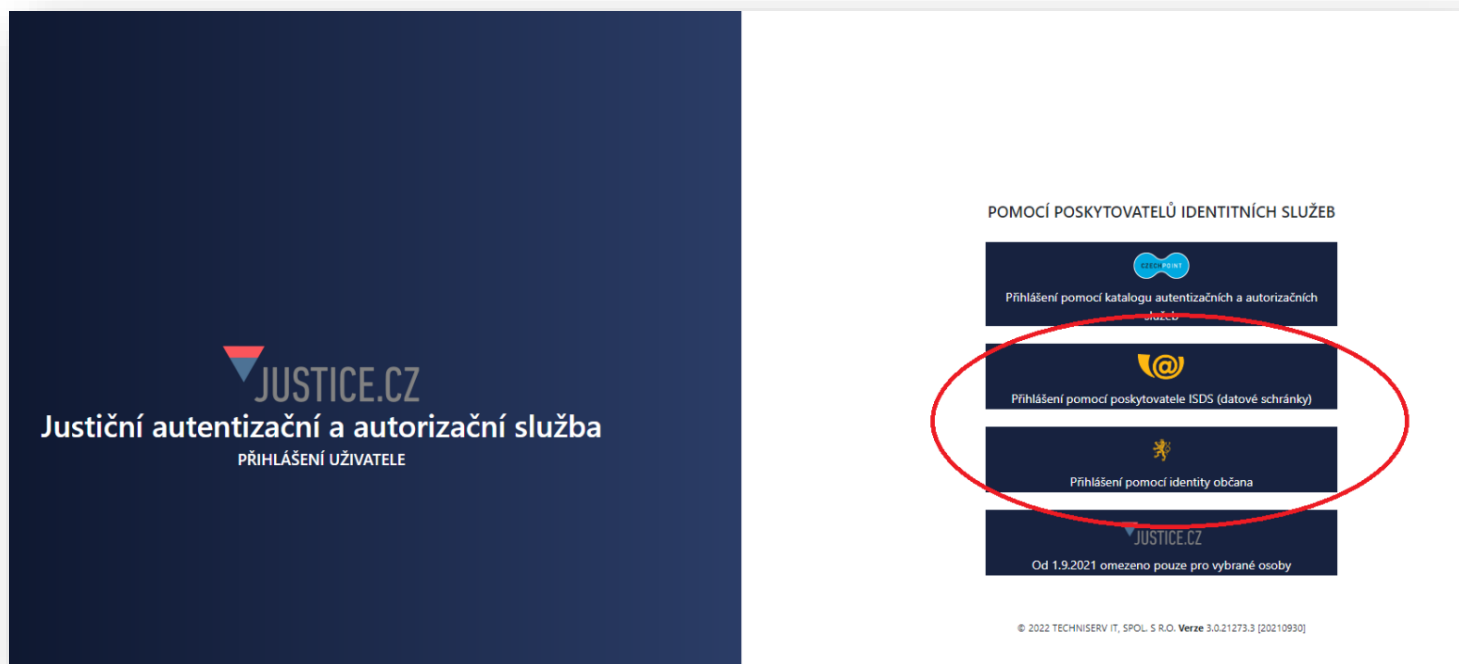 JUSTICE.CZ
Justiční autentizační a autorizační služba
PŘIHLÁŠENÍ UŽIVATELE
POMOCÍ POSKYTOVATELŮ IDENTITNÍCH SLUŽEB
CZECHPOINT
Přihlášení pomocí katalogu autentizačních a autorizačních
služeb
@
Přihlášení pomocí poskytovatele ISDS (datové schránky)
Přihlášení pomocí identity občana
JUSTICE.CZ
Od 1.9.2021 omezeno pouze pro vybrané osoby
© 2022 TECHNISERV IT, SPOL. S R.O. Verze 3.0.21273.3 [20210930]